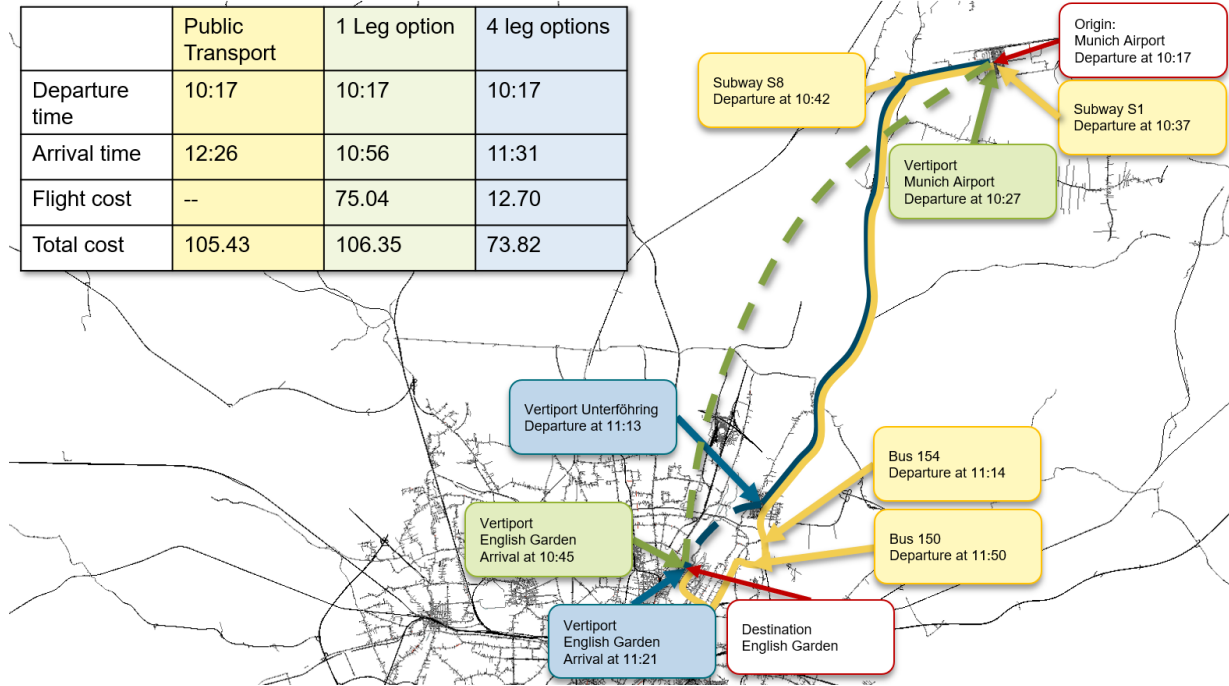 Public Transport
1 Leg option
4 leg options
Departure time
10:17
10:17
10:17
Arrival time
12:26
10:56
11:31
Flight cost
--
75.04
12.70
Total cost
105.43
106.35
73.82
Origin:
Munich Airport
Departure at 10:17
Subway S8
Departure at 10:42
Subway S1
Departure at 10:37
Vertiport
Munich Airport
Departure at 10:27
Vertiport Unterföhring
Departure at 11:13
Bus 154
Departure at 11:14
Vertiport
English Garden
Arrival at 10:45
Bus 150
Departure at 11:50
Vertiport
English Garden
Arrival at 11:21
Destination
English Garden